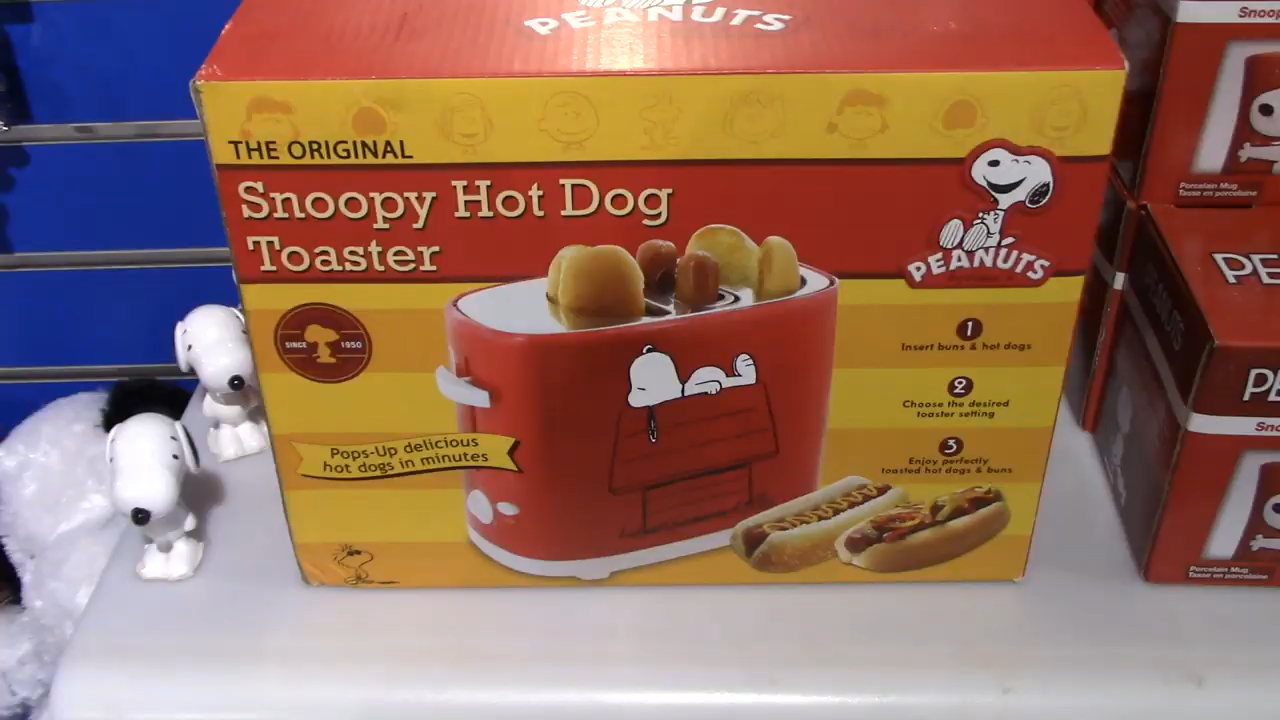 PEANUTS
THE ORIGINAL
Snoopy Hot Dog
Toaster
PEANUTS
SINCE 1950
Pops-Up delicious
hot dogs in minutes
1
Insert buns & hot dogs
2
Choose the desired
toaster setting
3
Enjoy perfectly
toasted hot dogs & buns
Snoop
Porcelain Mug
Tasse en porcelaine
PE
PEANUTS
PE
Sno
Porcelain Mug
Tasse en porcelaine